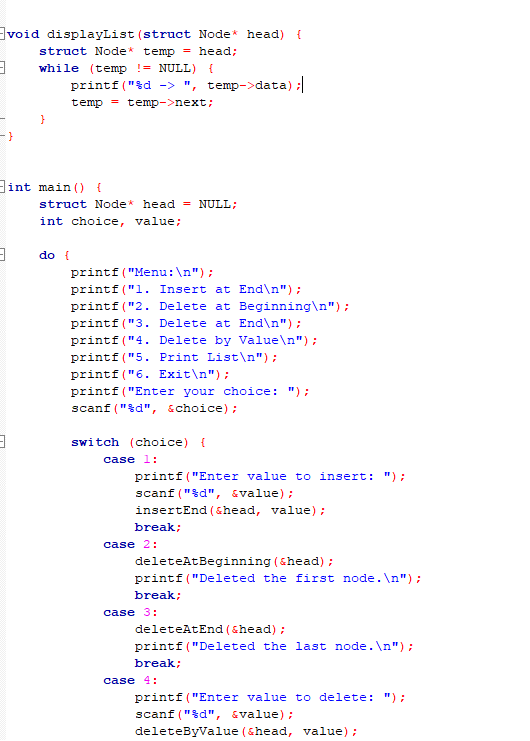 void displayList(struct Node* head) {
    struct Node* temp = head;
    while (temp != NULL) {
        printf("%d -> ", temp->data);
        temp = temp->next;
    }
}
int main() {
    struct Node* head = NULL;
    int choice, value;
    do {
        printf("Menu:\n");
        printf("1. Insert at End\n");
        printf("2. Delete at Beginning\n");
        printf("3. Delete at End\n");
        printf("4. Delete by Value\n");
        printf("5. Print List\n");
        printf("6. Exit\n");
        printf("Enter your choice: ");
        scanf("%d", &choice);
        switch (choice) {
            case 1:
                printf("Enter value to insert: ");
                scanf("%d", &value);
                insertEnd(&head, value);
                break;
            case 2:
                deleteAtBeginning(&head);
                printf("Deleted the first node.\n");
                break;
            case 3:
                deleteAtEnd(&head);
                printf("Deleted the last node.\n");
                break;
            case 4:
                printf("Enter value to delete: ");
                scanf("%d", &value);
                deleteByValue(&head, value);